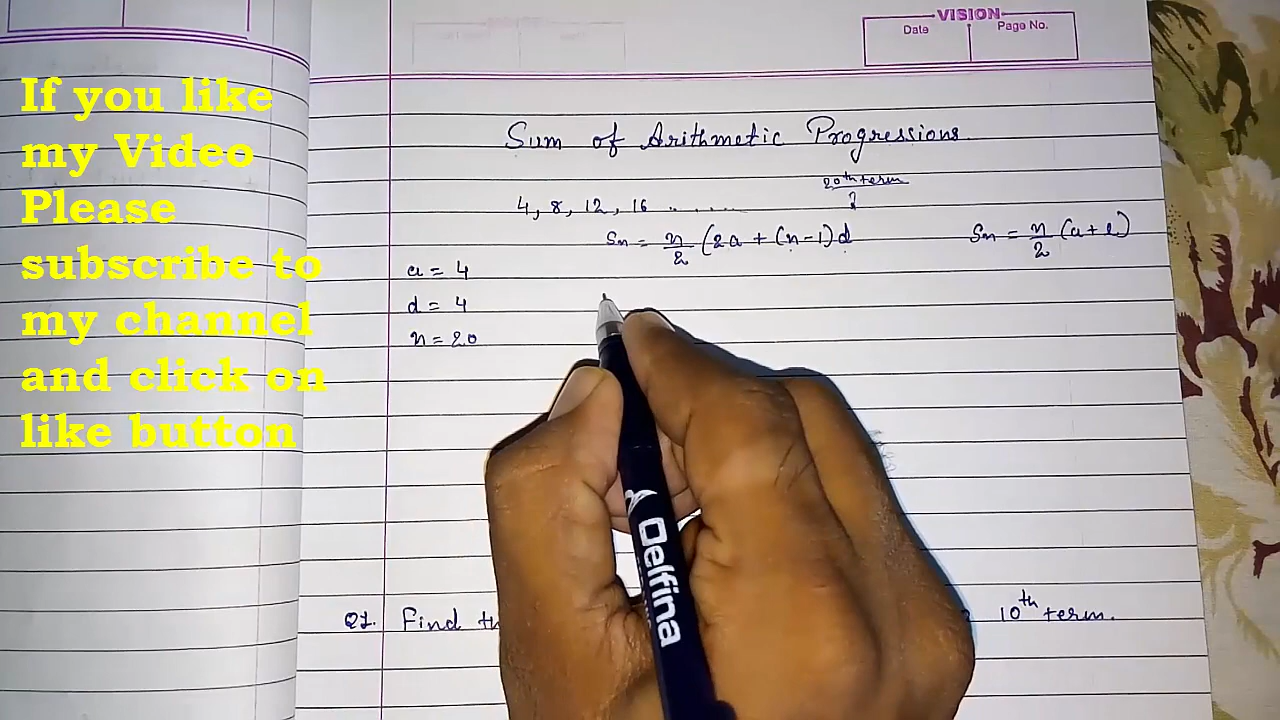 If you like
my Video
Please
subscribe to
my channel
and click on
like button
VISION
Date
Page No.
Sum of Arithmetic Progressions
20th term
?
4, 8, 12, 16 ........
Sn = n/2 (2a + (n-1)d
Sn = n/2 (a+l)
a = 4
d = 4
n = 20
Delfina
Q1. Find 10th term.